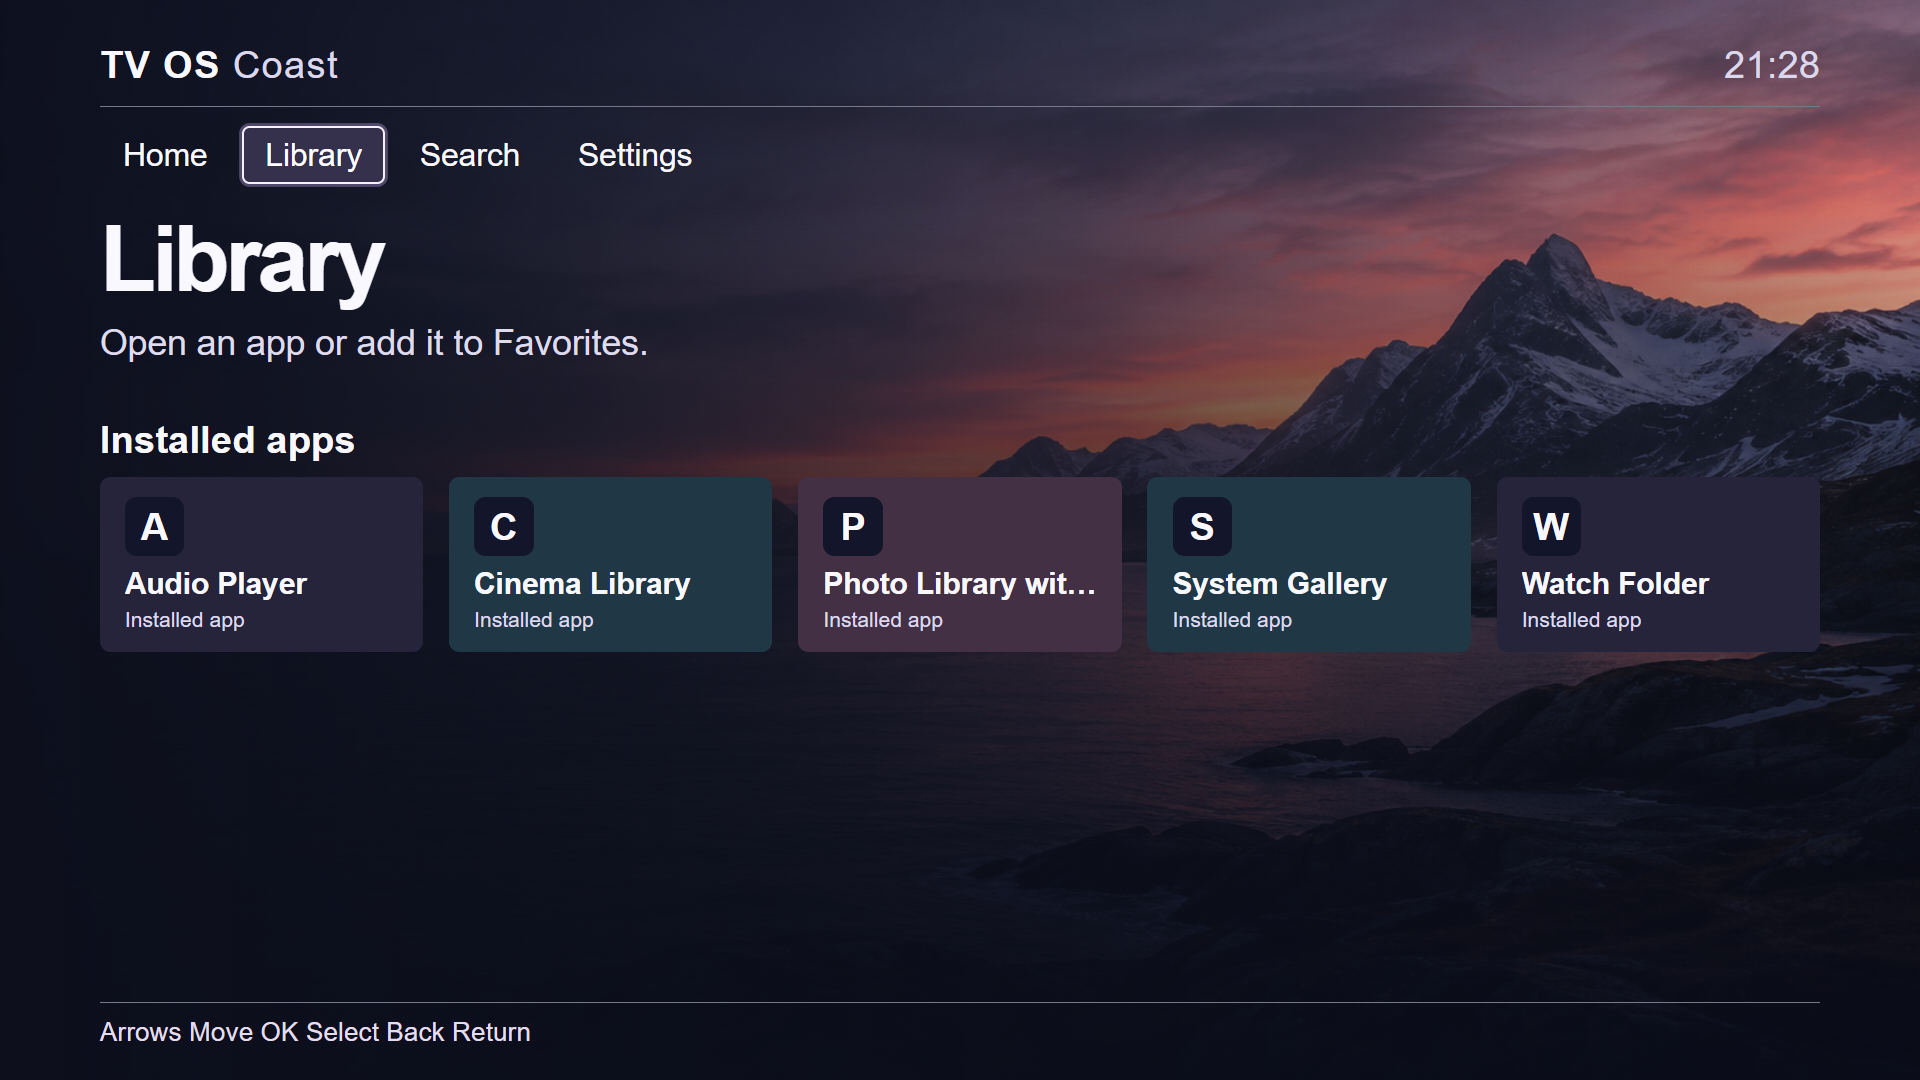 TV OS Coast
21:28
Home Library Search Settings
Library
Open an app or add it to Favorites.
Installed apps
A
Audio Player
Installed app
C
Cinema Library
Installed app
P
Photo Library wit…
Installed app
S
System Gallery
Installed app
W
Watch Folder
Installed app
Arrows Move OK Select Back Return